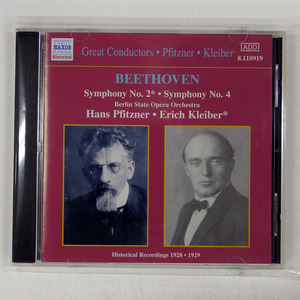 NAXOS
Historical
Great Conductors • Pfitzner • Kleiber
ADD
8.110919
BEETHOVEN
Symphony No. 2* • Symphony No. 4
Berlin State Opera Orchestra
Hans Pfitzner • Erich Kleiber*
Historical Recordings 1928 • 1929